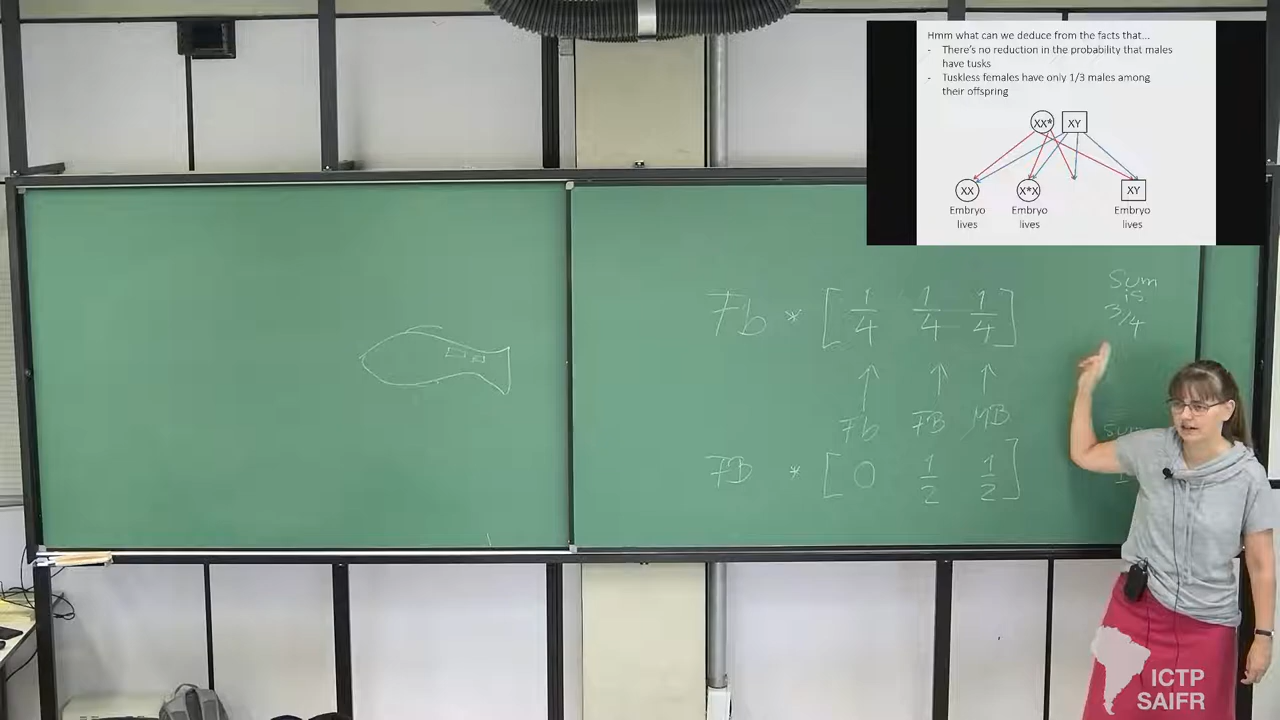 Hmm what can we deduce from the facts that...
- There's no reduction in the probability that males
have tusks
- Tuskless females have only 1/3 males among
their offspring
XX* XY
XX X*X XY
Embryo Embryo Embryo
lives lives lives
Sum
is
3/4
Fb * [ 1/4 1/4 1/4 ]
Fb FB MB
FB * [ 0 1/2 1/2 ]
ICTP
SAIFR